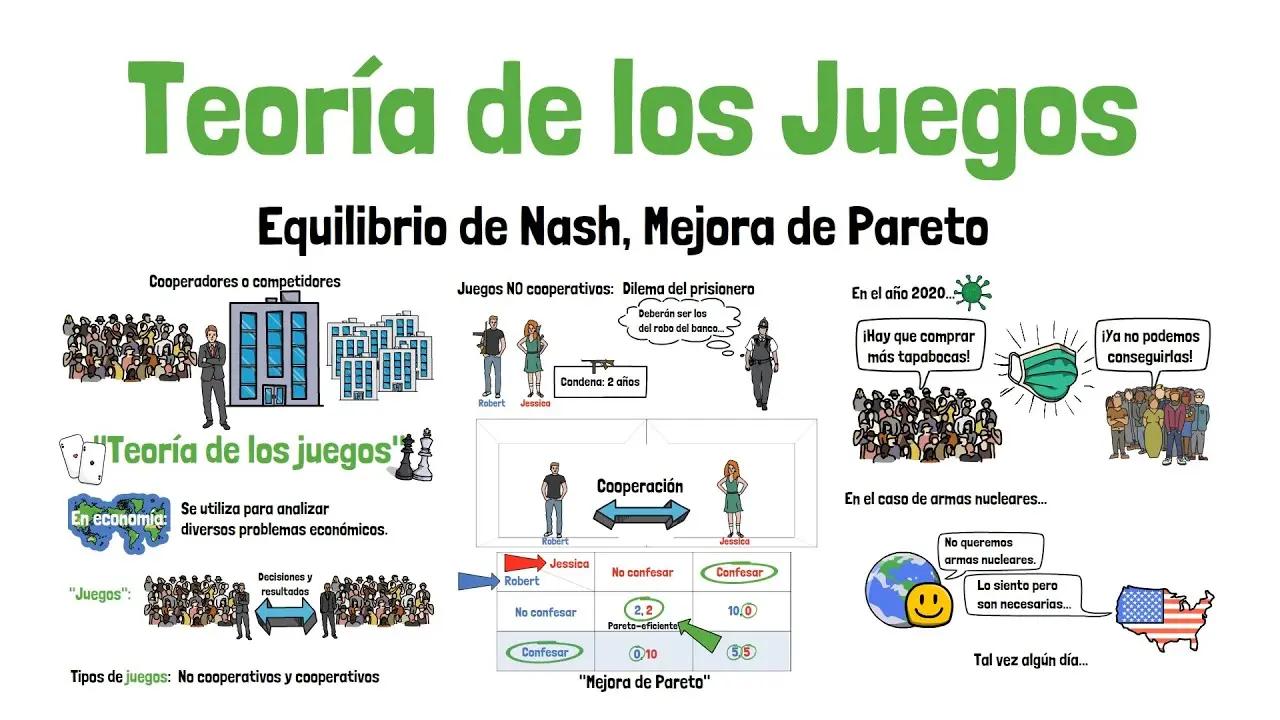 Teoría de los Juegos
Equilibrio de Nash, Mejora de Pareto
Cooperadores o competidores
"Teoría de los juegos"
En economía:
Se utiliza para analizar
diversos problemas económicos.
"Juegos":
Decisiones y
resultados
Tipos de juegos: No cooperativos y cooperativos
Juegos NO cooperativos: Dilema del prisionero
Deberán ser los
del robo del banco...
Condena: 2 años
Robert
Jessica
Cooperación
Robert
Jessica
Jessica
Robert
No confesar
Confesar
No confesar
2, 2
10,0
Pareto-eficiente
Confesar
0,10
5,5
"Mejora de Pareto"
En el año 2020...
¡Hay que comprar
más tapabocas!
¡Ya no podemos
conseguirlas!
En el caso de armas nucleares...
No queremos
armas nucleares.
Lo siento pero
son necesarias...
Tal vez algún día...